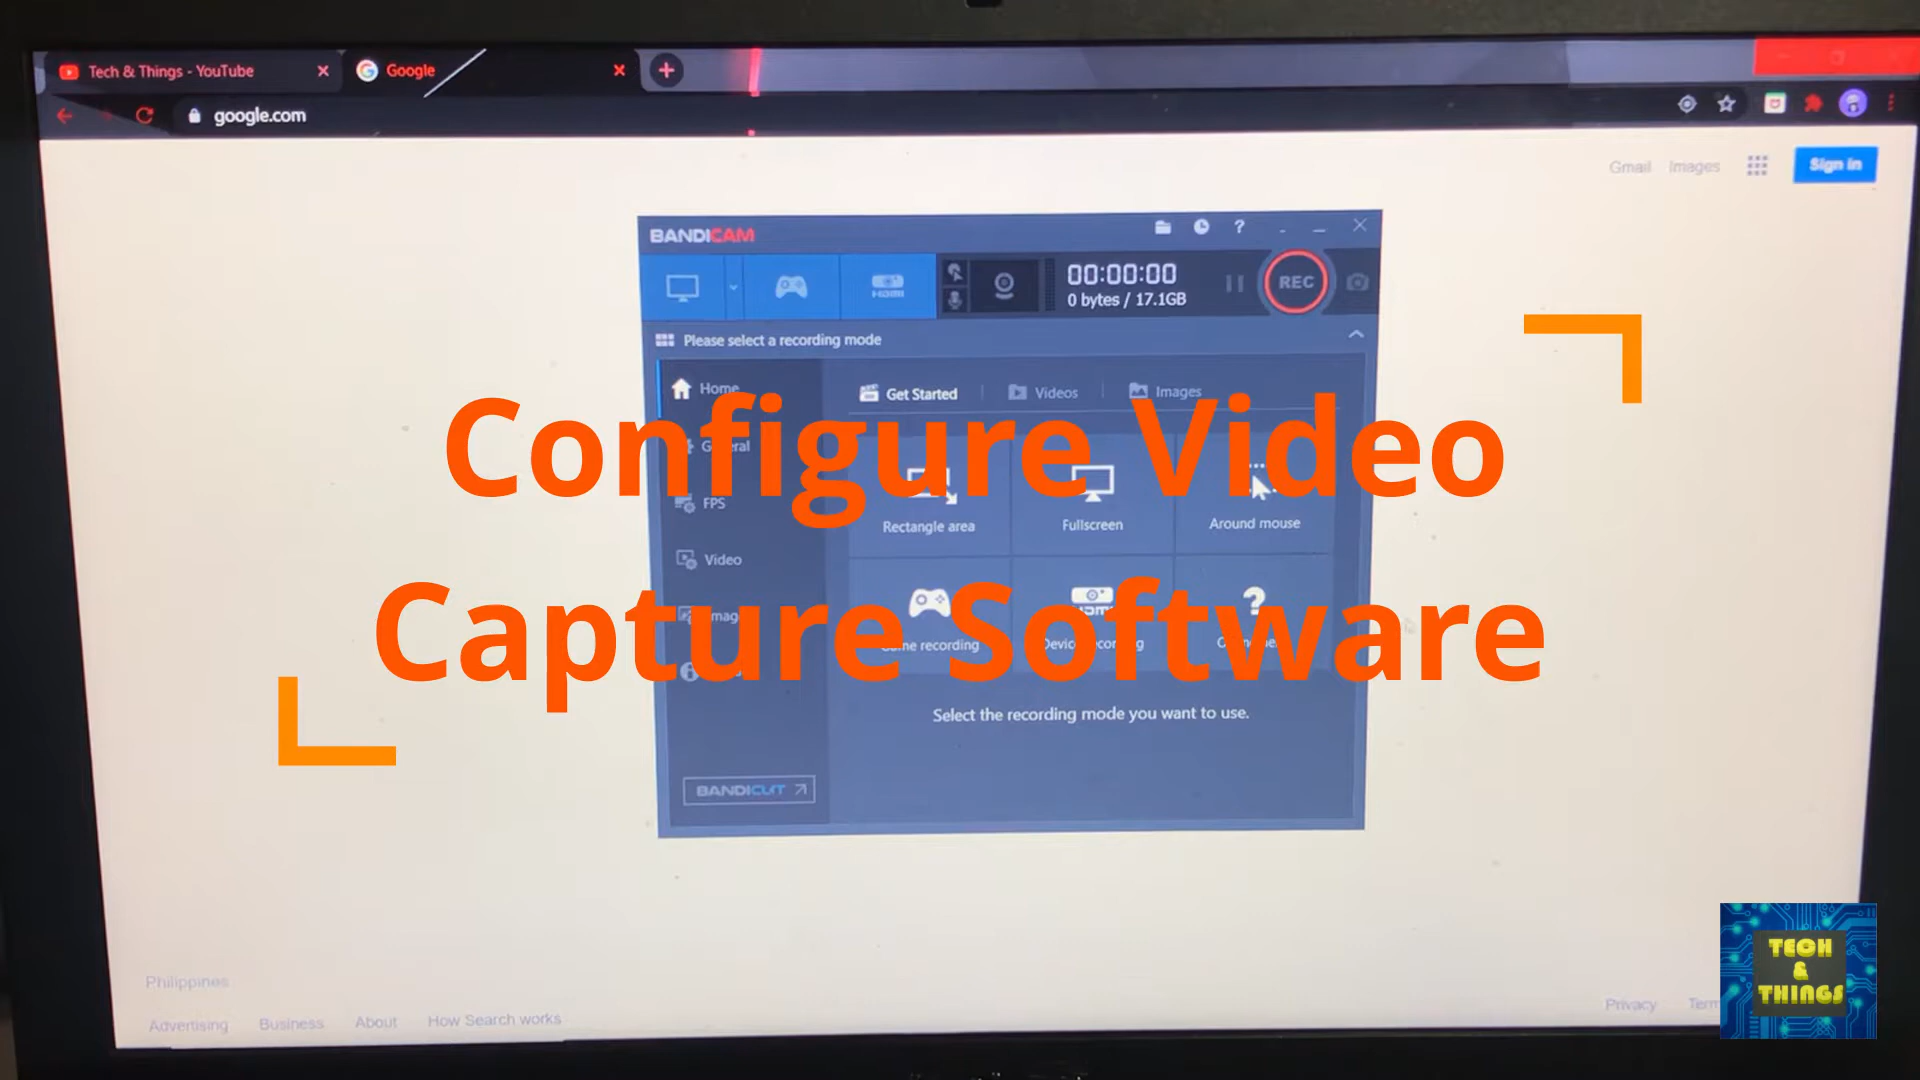 Tech & Things - YouTube
Google
google.com
Gmail Images Sign in
BANDICAM
HDMI
00:00:00
REC
0 bytes / 17.1GB
Please select a recording mode
Home
Get Started
Videos
Images
General
FPS
Rectangle area
Fullscreen
Around mouse
Video
Configure Video
Capture Software
Select the recording mode you want to use.
BANDICUT
Philippines
Advertising Business About How Search works
Privacy
TECH
&
THINGS